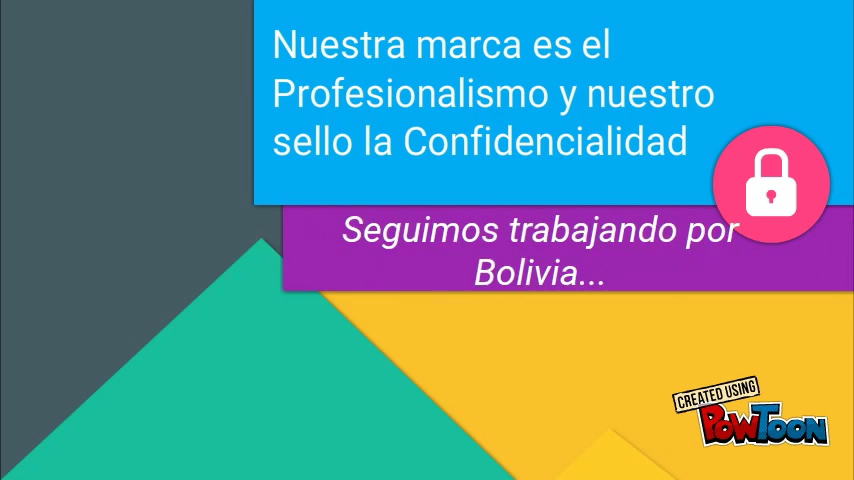 Nuestra marca es el
Profesionalismo y nuestro
sello la Confidencialidad
Seguimos trabajando por
Bolivia...
CREATED USING
POWTOON